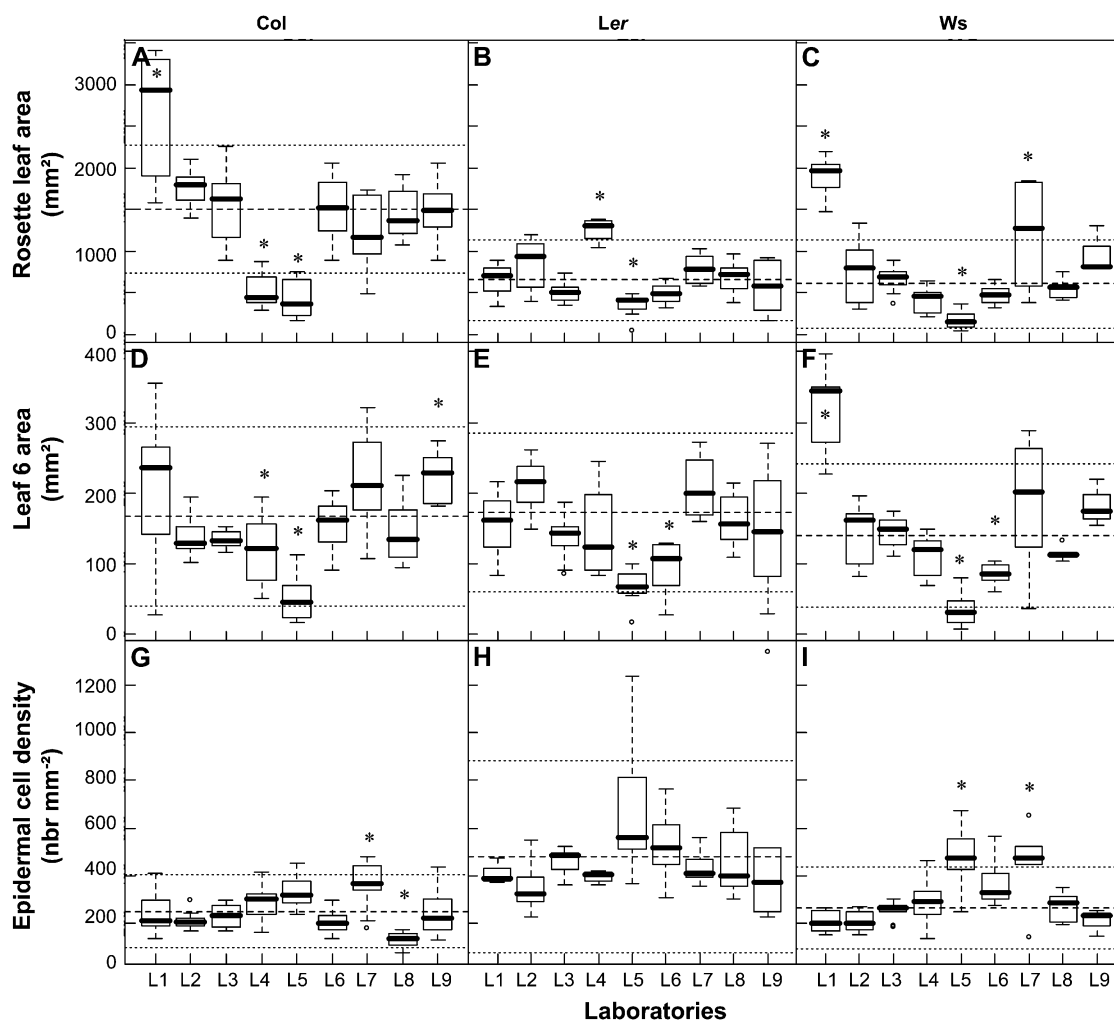 Col Ler Ws
A B C
Rosette leaf area
(mm²)
3000
2000
1000
0
* * *
* *
* * *
D E F
Leaf 6 area
(mm²)
400
300
200
100
0
* * *
* *
* * *
G H I
Epidermal cell density
(nbr mm⁻²)
1200
1000
800
600
400
200
0
* *
* *
L1 L2 L3 L4 L5 L6 L7 L8 L9 L1 L2 L3 L4 L5 L6 L7 L8 L9 L1 L2 L3 L4 L5 L6 L7 L8 L9
Laboratories